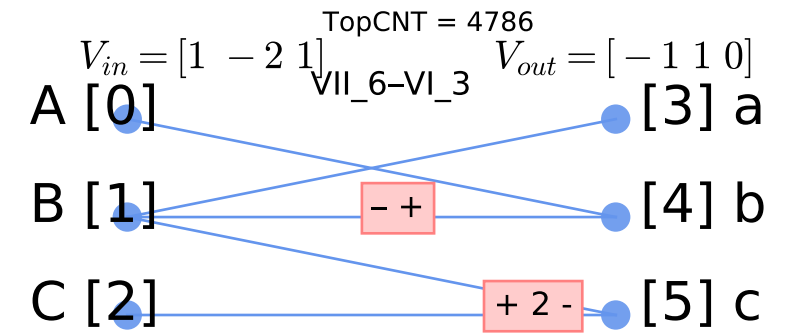 TopCNT = 4786
V_in = [1 −2 1] V_out = [−1 1 0]
VII_6–VI_3
A [0] [3] a
B [1] – + [4] b
C [2] + 2 - [5] c